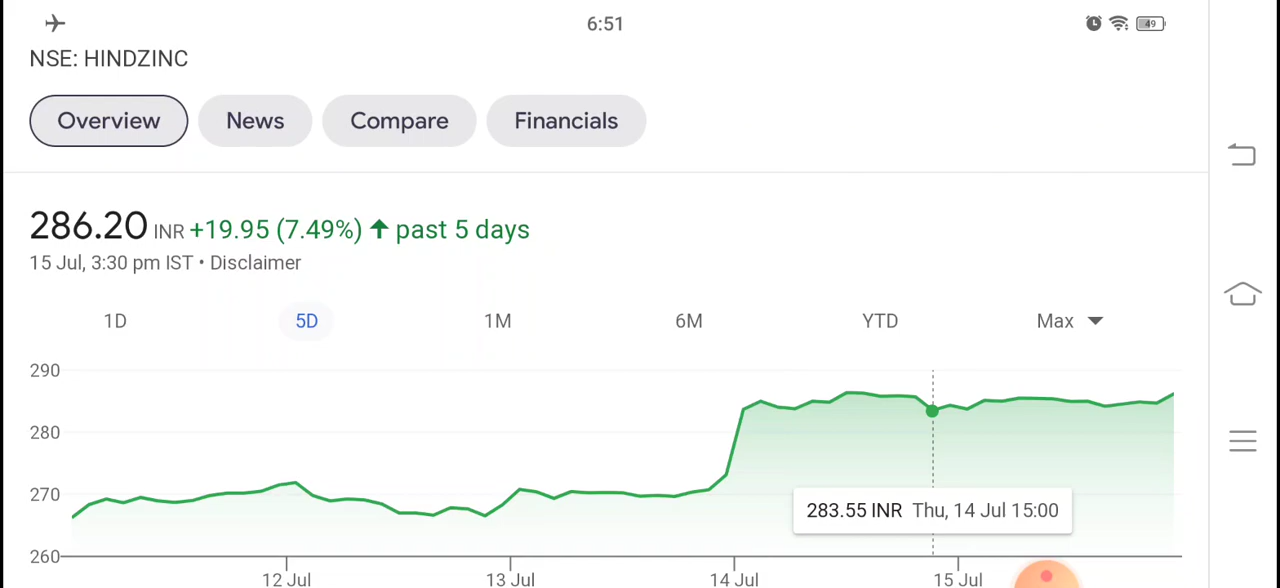 6:51
49
NSE: HINDZINC
Overview News Compare Financials
286.20 INR +19.95 (7.49%) ↑ past 5 days
15 Jul, 3:30 pm IST • Disclaimer
1D 5D 1M 6M YTD Max
290
280
270
283.55 INR Thu, 14 Jul 15:00
260
12 Jul 13 Jul 14 Jul 15 Jul